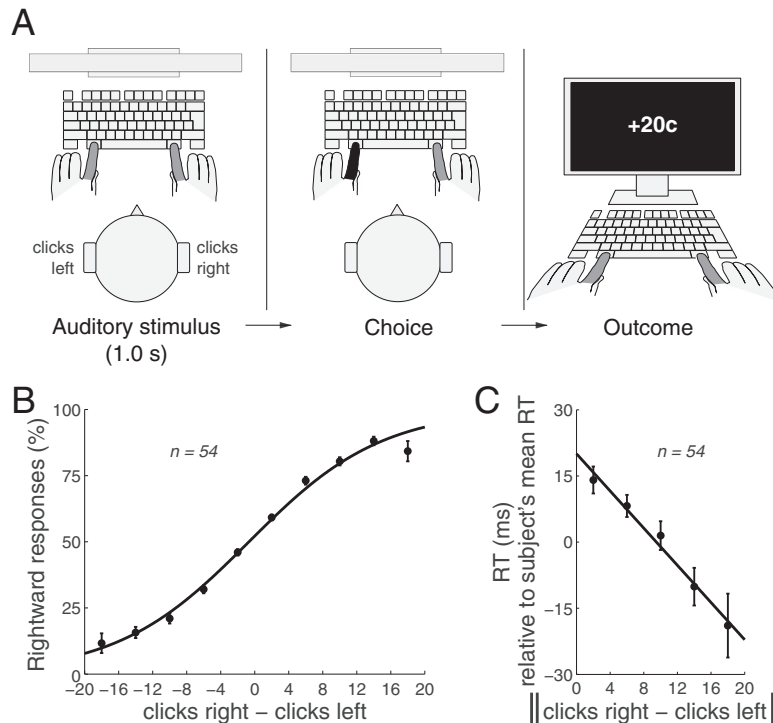 A
+20c
clicks left
clicks right
Auditory stimulus (1.0 s)
Choice
Outcome
B
Rightward responses (%)
100
75
50
25
0
n = 54
−20 −16 −12 −8 −4 0 4 8 12 16 20
clicks right − clicks left
C
RT (ms)
relative to subject's mean RT
30
15
0
−15
−30
n = 54
0 4 8 12 16 20
||clicks right − clicks left|